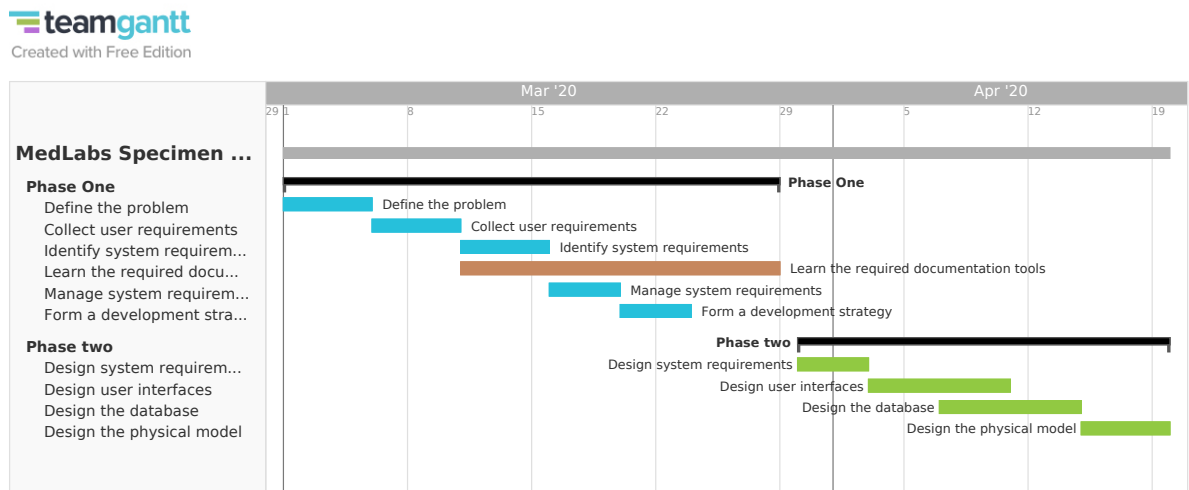 teamgantt
Created with Free Edition
Mar '20 Apr '20
29 1 8 15 22 29 5 12 19
MedLabs Specimen ...
Phase One Phase One
Define the problem Define the problem
Collect user requirements Collect user requirements
Identify system requirem... Identify system requirements
Learn the required docu... Learn the required documentation tools
Manage system requirem... Manage system requirements
Form a development stra... Form a development strategy
Phase two Phase two
Design system requirem... Design system requirements
Design user interfaces Design user interfaces
Design the database Design the database
Design the physical model Design the physical model